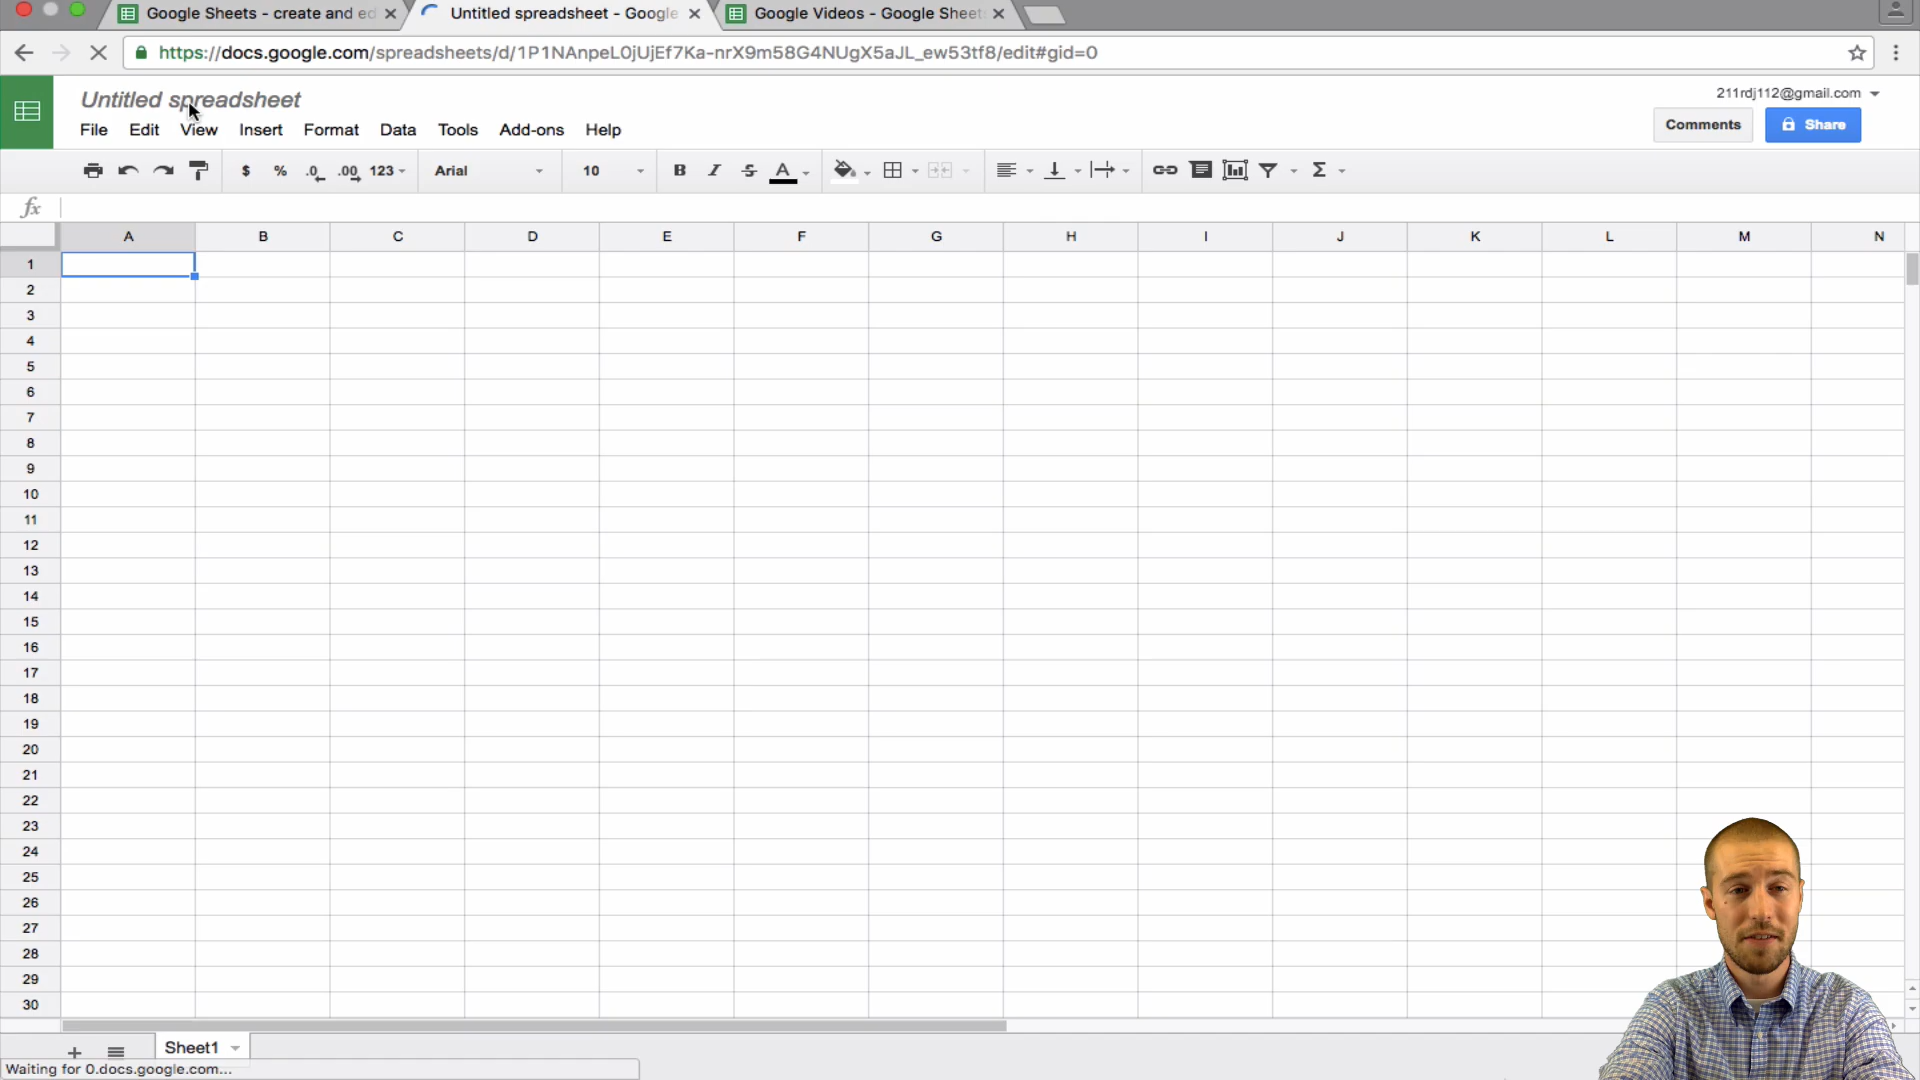 Google Sheets - create and ed
Untitled spreadsheet - Google
Google Videos - Google Sheet
https://docs.google.com/spreadsheets/d/1P1NAnpeL0jUjEf7Ka-nrX9m58G4NUgX5aJL_ew53tf8/edit#gid=0
Untitled spreadsheet
211rdj112@gmail.com
File Edit View Insert Format Data Tools Add-ons Help
Comments
Share
$ % .0 .00 123 Arial 10 B I S A Σ
fx
A B C D E F G H I J K L M N
1
2
3
4
5
6
7
8
9
10
11
12
13
14
15
16
17
18
19
20
21
22
23
24
25
26
27
28
29
30
Sheet1
Waiting for 0.docs.google.com...